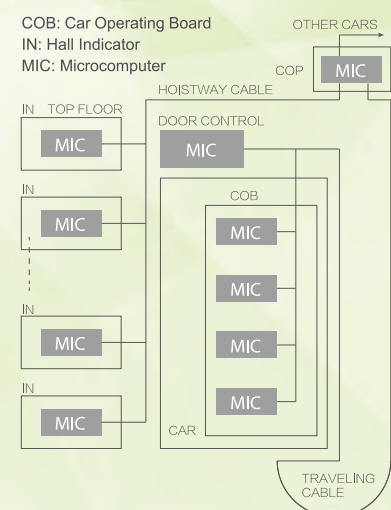 COB: Car Operating Board
IN: Hall Indicator
MIC: Microcomputer
OTHER CARS
COP
MIC
HOISTWAY CABLE
IN TOP FLOOR
MIC
DOOR CONTROL
MIC
IN
MIC
COB
MIC
MIC
IN
MIC
MIC
IN
MIC
MIC
CAR
TRAVELING
CABLE